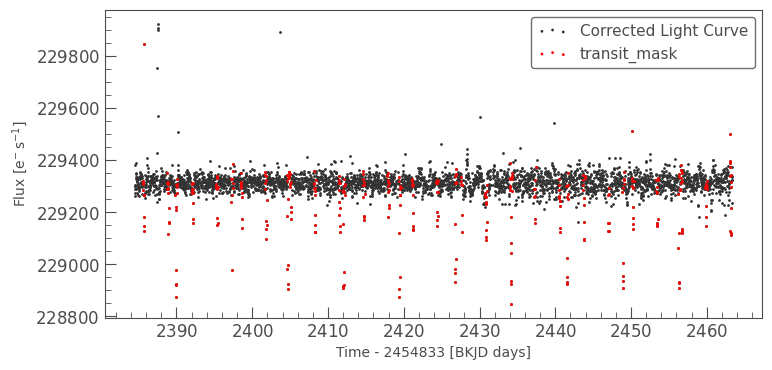 Corrected Light Curve
transit_mask
229800
229600
229400
229200
229000
228800
Flux [e⁻ s⁻¹]
2390 2400 2410 2420 2430 2440 2450 2460
Time - 2454833 [BKJD days]